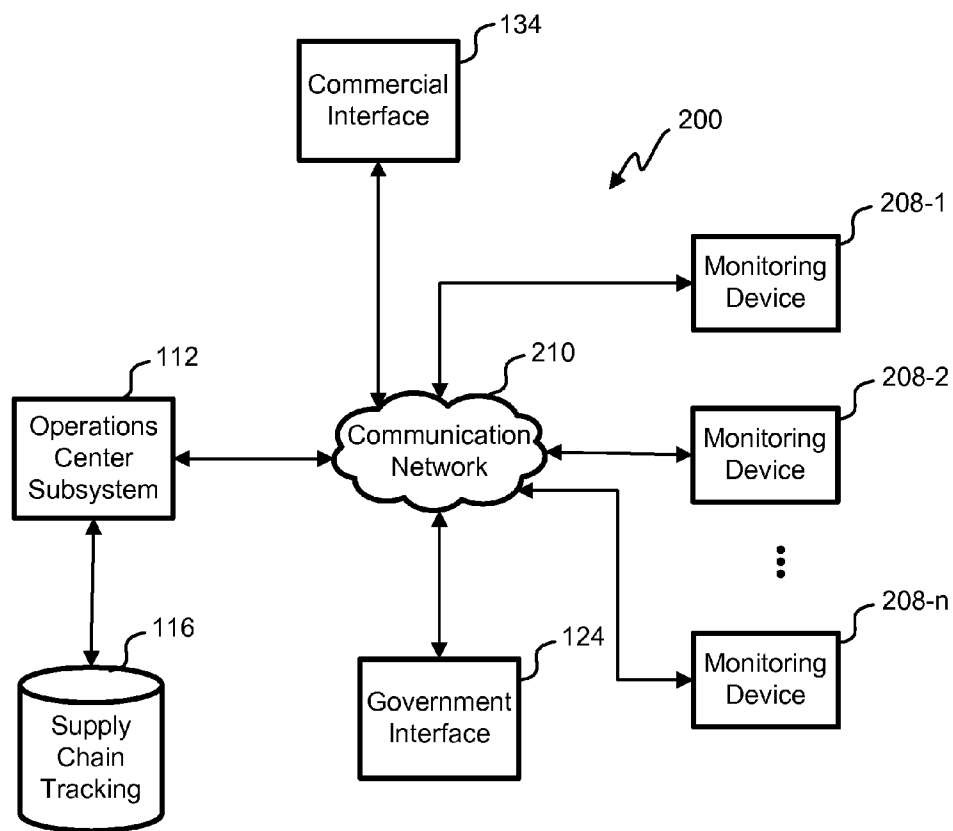 134
Commercial
Interface
200
208-1
Monitoring
Device
112
210
208-2
Operations
Center
Subsystem
Communication
Network
Monitoring
Device
116
124
208-n
Supply
Chain
Tracking
Government
Interface
Monitoring
Device